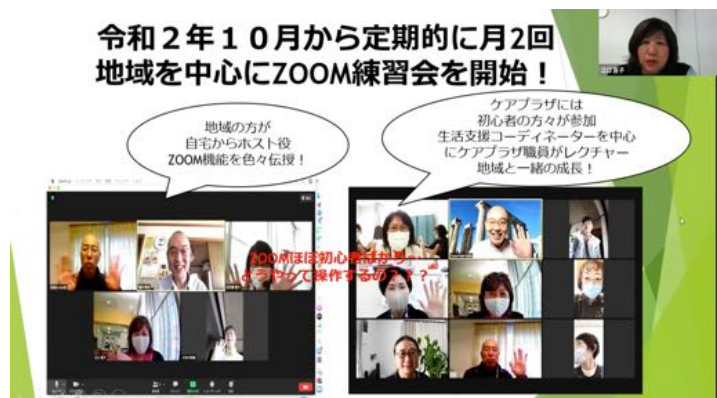 令和２年１０月から定期的に月2回
地域を中心にZOOM練習会を開始！
地域の方が
自宅からホスト役
ZOOM機能を色々伝授！
ケアプラザには
初心者の方々が参加
生活支援コーディネーターを中心
にケアプラザ職員がレクチャー
地域と一緒の成長！
ZOOMほぼ初心者ばから～
どうやって操作するの？？？